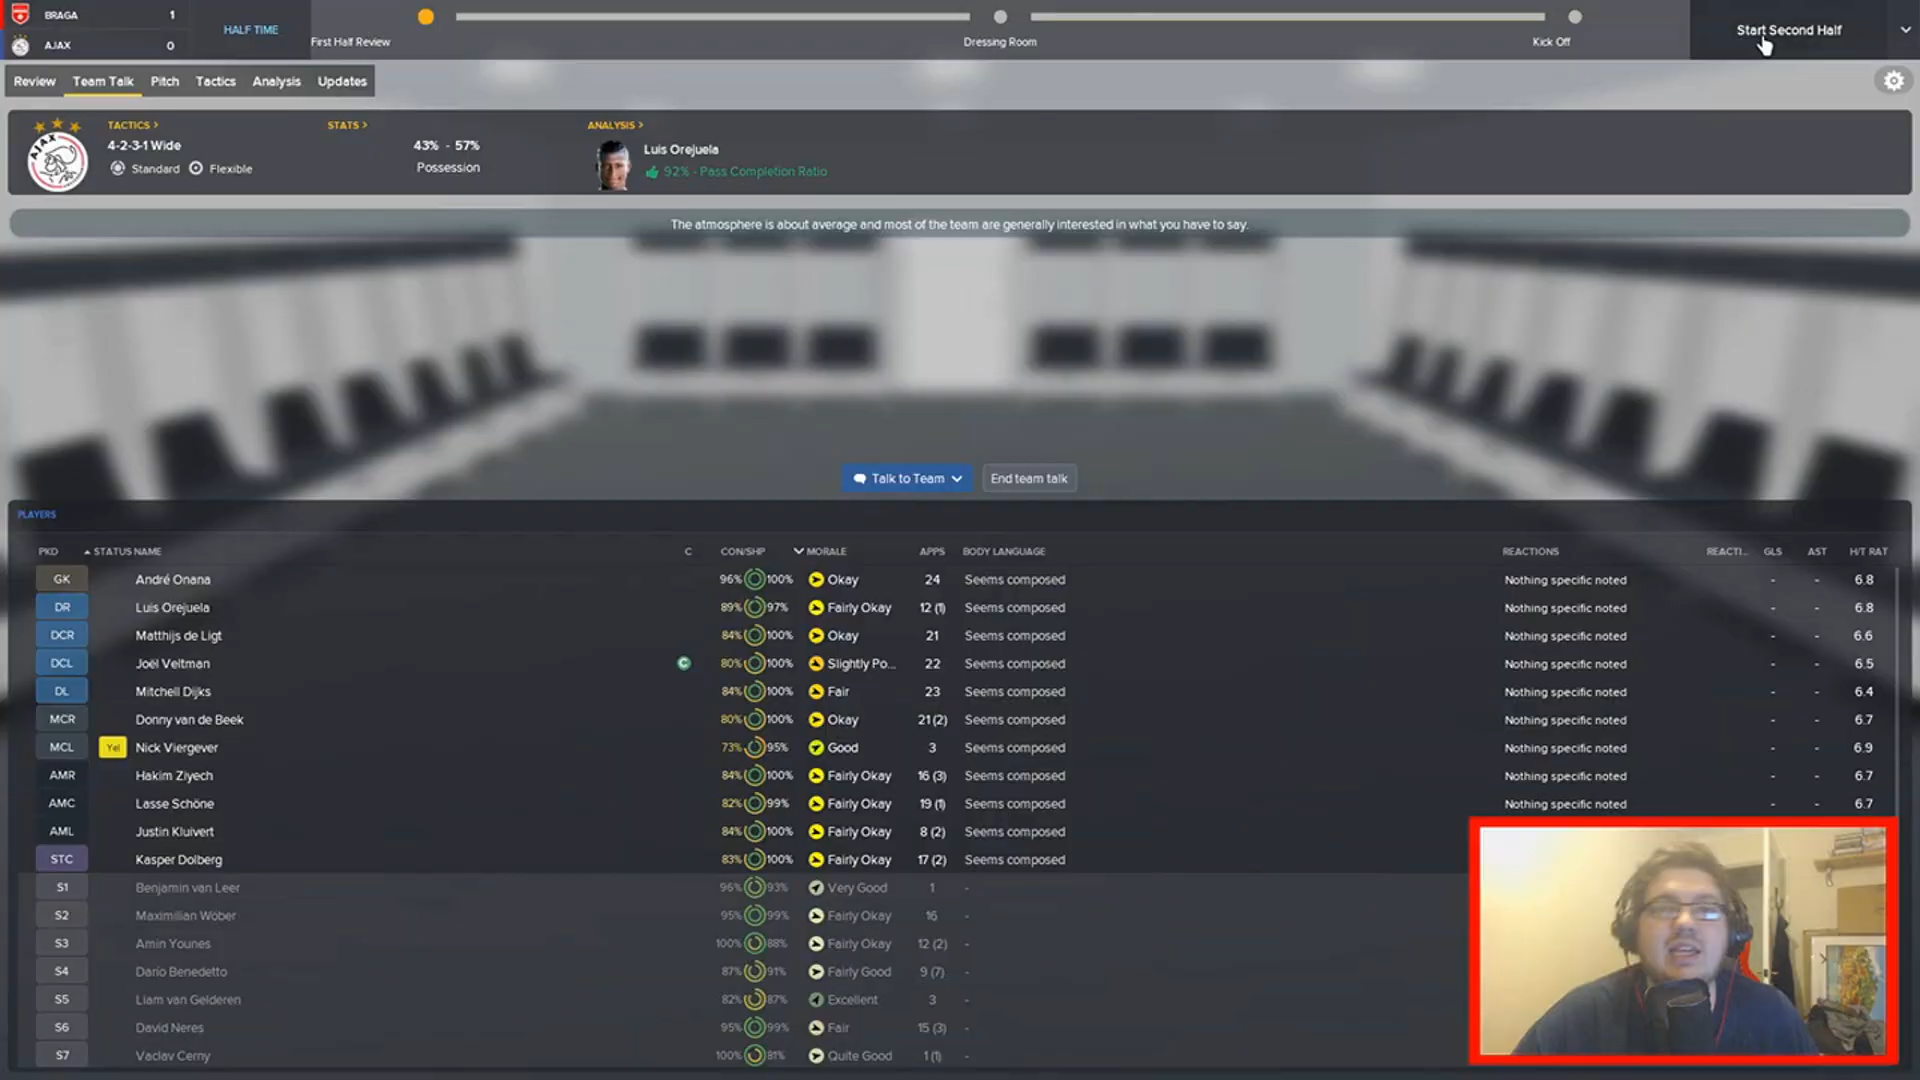 BRAGA 1
AJAX 0
HALF TIME
First Half Review
Dressing Room
Kick Off
Start Second Half
Review Team Talk Pitch Tactics Analysis Updates
AJAX
TACTICS >
4-2-3-1 Wide
Standard Flexible
STATS >
43% - 57%
Possession
ANALYSIS >
Luis Orejuela
92% - Pass Completion Ratio
The atmosphere is about average and most of the team are generally interested in what you have to say.
Talk to Team
End team talk
PLAYERS
PKD STATUS NAME C CON/SHP MORALE APPS BODY LANGUAGE REACTIONS REACTI... GLS AST H/T RAT
GK André Onana 96% 100% Okay 24 Seems composed Nothing specific noted - - 6.8
DR Luis Orejuela 89% 97% Fairly Okay 12 (1) Seems composed Nothing specific noted - - 6.8
DCR Matthijs de Ligt 84% 100% Okay 21 Seems composed Nothing specific noted - - 6.6
DCL Joël Veltman C 80% 100% Slightly Po... 22 Seems composed Nothing specific noted - - 6.5
DL Mitchell Dijks 84% 100% Fair 23 Seems composed Nothing specific noted - - 6.4
MCR Donny van de Beek 80% 100% Okay 21 (2) Seems composed Nothing specific noted - - 6.7
MCL Yel Nick Viergever 73% 95% Good 3 Seems composed Nothing specific noted - - 6.9
AMR Hakim Ziyech 84% 100% Fairly Okay 16 (3) Seems composed Nothing specific noted - - 6.7
AMC Lasse Schöne 82% 99% Fairly Okay 19 (1) Seems composed Nothing specific noted - - 6.7
AML Justin Kluivert 84% 100% Fairly Okay 8 (2) Seems composed
STC Kasper Dolberg 83% 100% Fairly Okay 17 (2) Seems composed
S1 Benjamin van Leer 96% 93% Very Good 1 -
S2 Maximilian Wöber 95% 99% Fairly Okay 16 -
S3 Amin Younes 100% 88% Fairly Okay 12 (2) -
S4 Darío Benedetto 87% 91% Fairly Good 9 (7) -
S5 Liam van Gelderen 82% 87% Excellent 3 -
S6 David Neres 95% 99% Fair 15 (3) -
S7 Vaclav Cerny 100% 81% Quite Good 1 (1) -